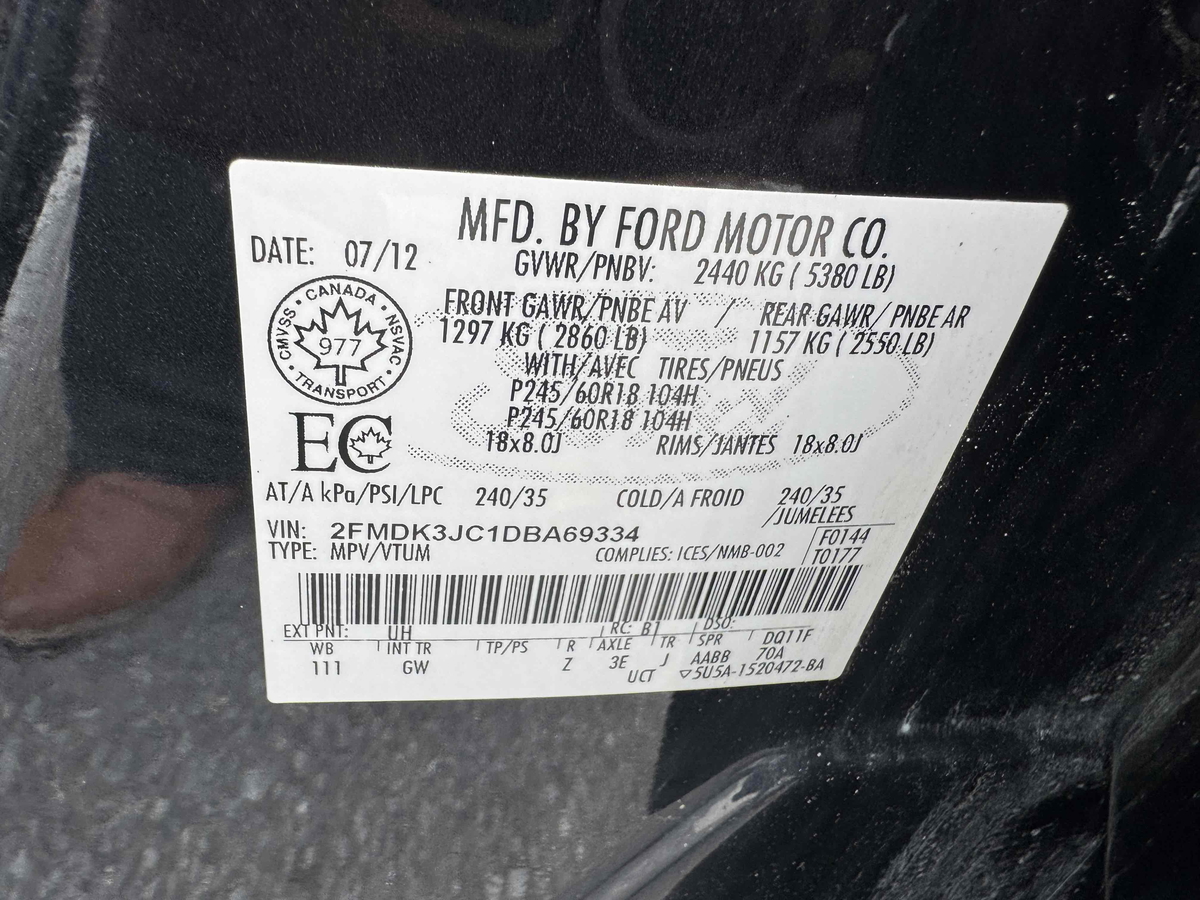 MFD. BY FORD MOTOR CO.
DATE: 07/12
GVWR/PNBV: 2440 KG ( 5380 LB)
FRONT GAWR/PNBE AV / REAR GAWR/ PNBE AR
1297 KG ( 2860 LB) 1157 KG ( 2550 LB)
WITH/AVEC TIRES/PNEUS
P245/60R18 104H
P245/60R18 104H
18x8.0J RIMS/JANTES 18x8.0J
CMVSS • CANADA • NSVAC • TRANSPORT •
977
EC
AT/A kPa/PSI/LPC 240/35 COLD/A FROID 240/35
/JUMELEES
VIN: 2FMDK3JC1DBA69334
F0144
TYPE: MPV/VTUM COMPLIES: ICES/NMB-002
T0177
EXT PNT: UH RC: B1 DSO:
WB INT TR TP/PS R AXLE TR SPR DQ11F
111 GW Z 3E J AABB 70A
UCT ▽5U5A-1520472-BA